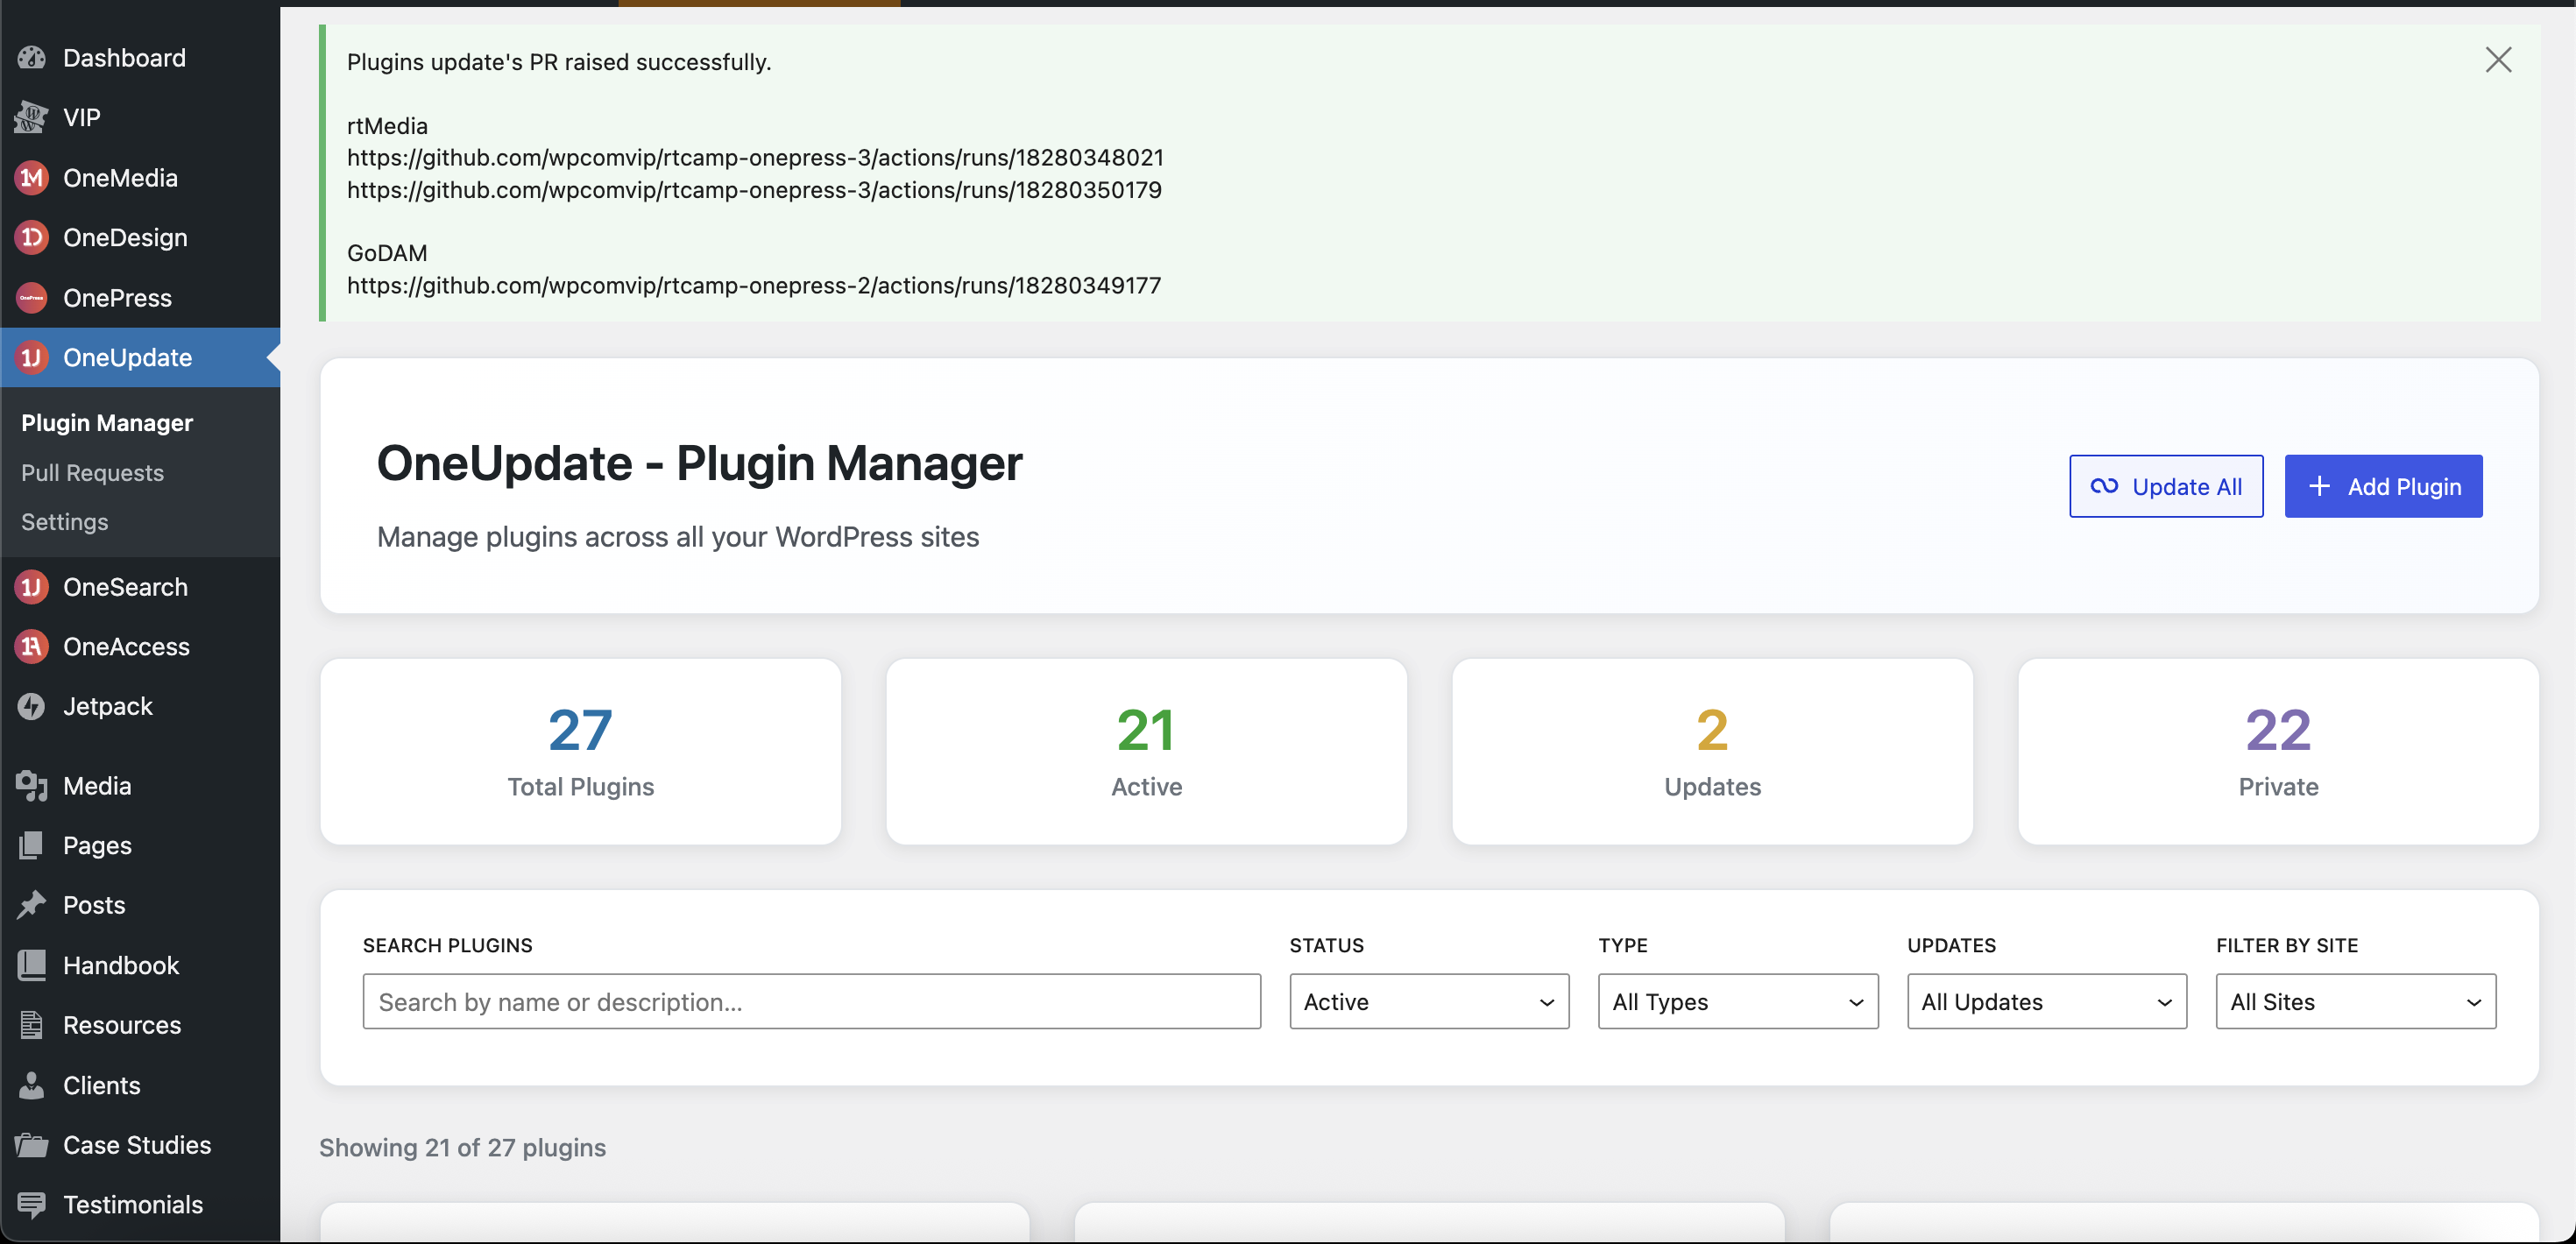 Dashboard
VIP
OneMedia
OneDesign
OnePress
OneUpdate
Plugin Manager
Pull Requests
Settings
OneSearch
OneAccess
Jetpack
Media
Pages
Posts
Handbook
Resources
Clients
Case Studies
Testimonials
Plugins update's PR raised successfully.
rtMedia
https://github.com/wpcomvip/rtcamp-onepress-3/actions/runs/18280348021
https://github.com/wpcomvip/rtcamp-onepress-3/actions/runs/18280350179
GoDAM
https://github.com/wpcomvip/rtcamp-onepress-2/actions/runs/18280349177
OneUpdate - Plugin Manager
Manage plugins across all your WordPress sites
Update All
Add Plugin
27
Total Plugins
21
Active
2
Updates
22
Private
SEARCH PLUGINS
Search by name or description...
STATUS
Active
TYPE
All Types
UPDATES
All Updates
FILTER BY SITE
All Sites
Showing 21 of 27 plugins